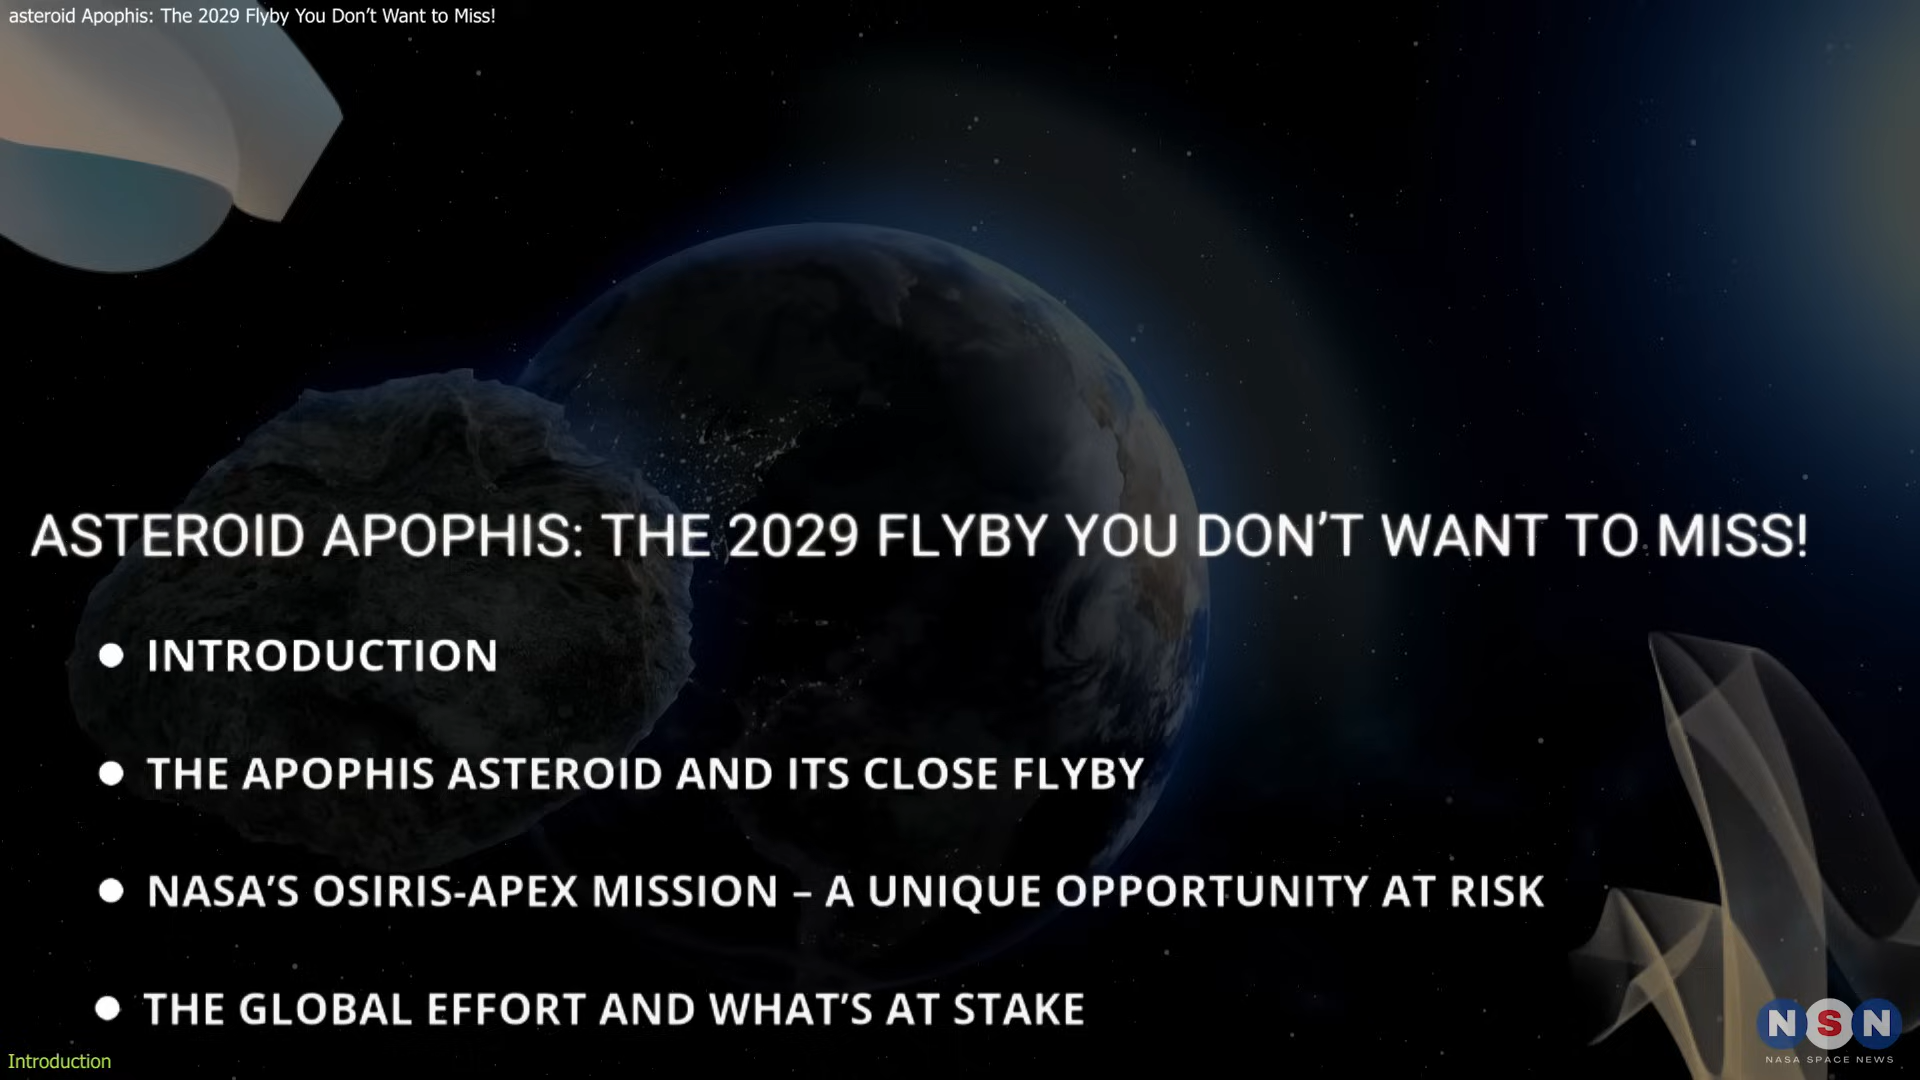 asteroid Apophis: The 2029 Flyby You Don’t Want to Miss!
ASTEROID APOPHIS: THE 2029 FLYBY YOU DON’T WANT TO MISS!
● INTRODUCTION
● THE APOPHIS ASTEROID AND ITS CLOSE FLYBY
● NASA’S OSIRIS-APEX MISSION – A UNIQUE OPPORTUNITY AT RISK
● THE GLOBAL EFFORT AND WHAT’S AT STAKE
NSN
NASA SPACE NEWS
Introduction